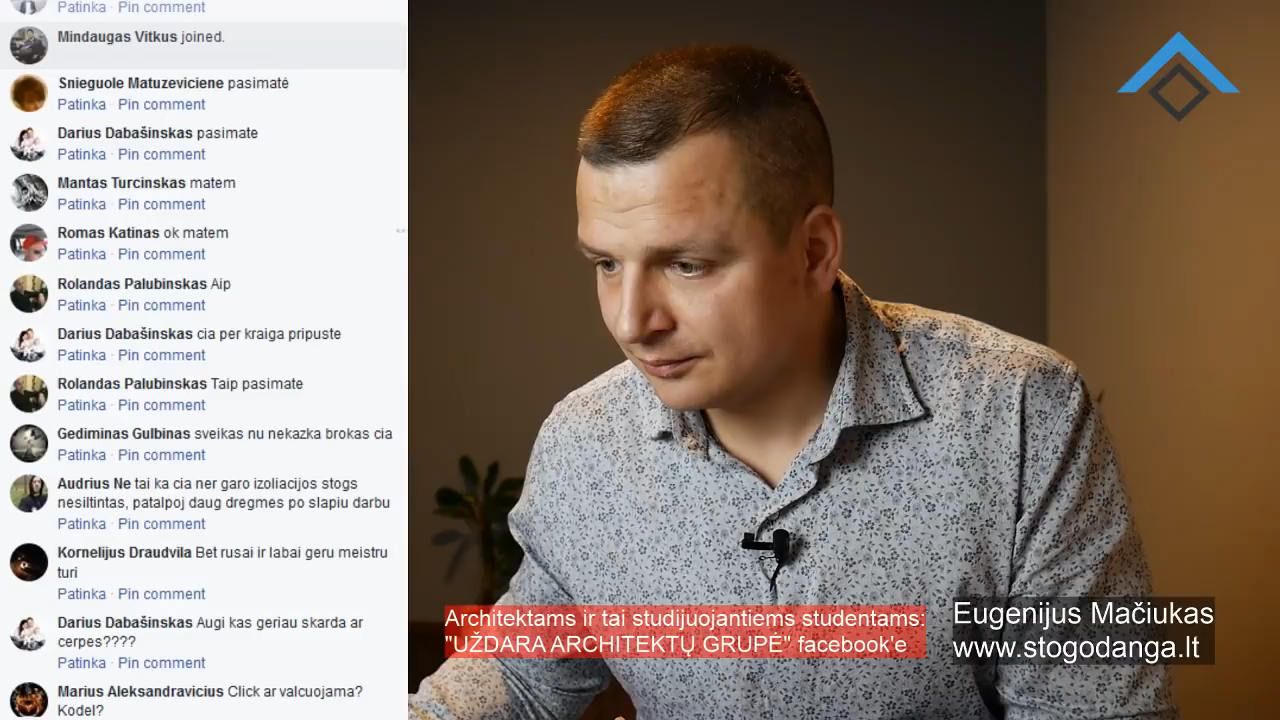 Patinka · Pin comment
Mindaugas Vitkus joined.
Snieguole Matuzeviciene pasimatė
Patinka · Pin comment
Darius Dabašinskas pasimate
Patinka · Pin comment
Mantas Turcinskas matem
Patinka · Pin comment
Romas Katinas ok matem
Patinka · Pin comment
Rolandas Palubinskas Aip
Patinka · Pin comment
Darius Dabašinskas cia per kraiga pripuste
Patinka · Pin comment
Rolandas Palubinskas Taip pasimate
Patinka · Pin comment
Gediminas Gulbinas sveikas nu nekazka brokas cia
Patinka · Pin comment
Audrius Ne tai ka cia ner garo izoliacijos stogs
nesiltintas, patalpoj daug dregmes po slapiu darbu
Patinka · Pin comment
Kornelijus Draudvila Bet rusai ir labai geru meistru
turi
Patinka · Pin comment
Darius Dabašinskas Augi kas geriau skarda ar
cerpes????
Patinka · Pin comment
Marius Aleksandravicius Click ar valcuojama?
Kodel?
Architektams ir tai studijuojantiems studentams:
"UŽDARA ARCHITEKTŲ GRUPĖ" facebook'e
Eugenijus Mačiukas
www.stogodanga.lt